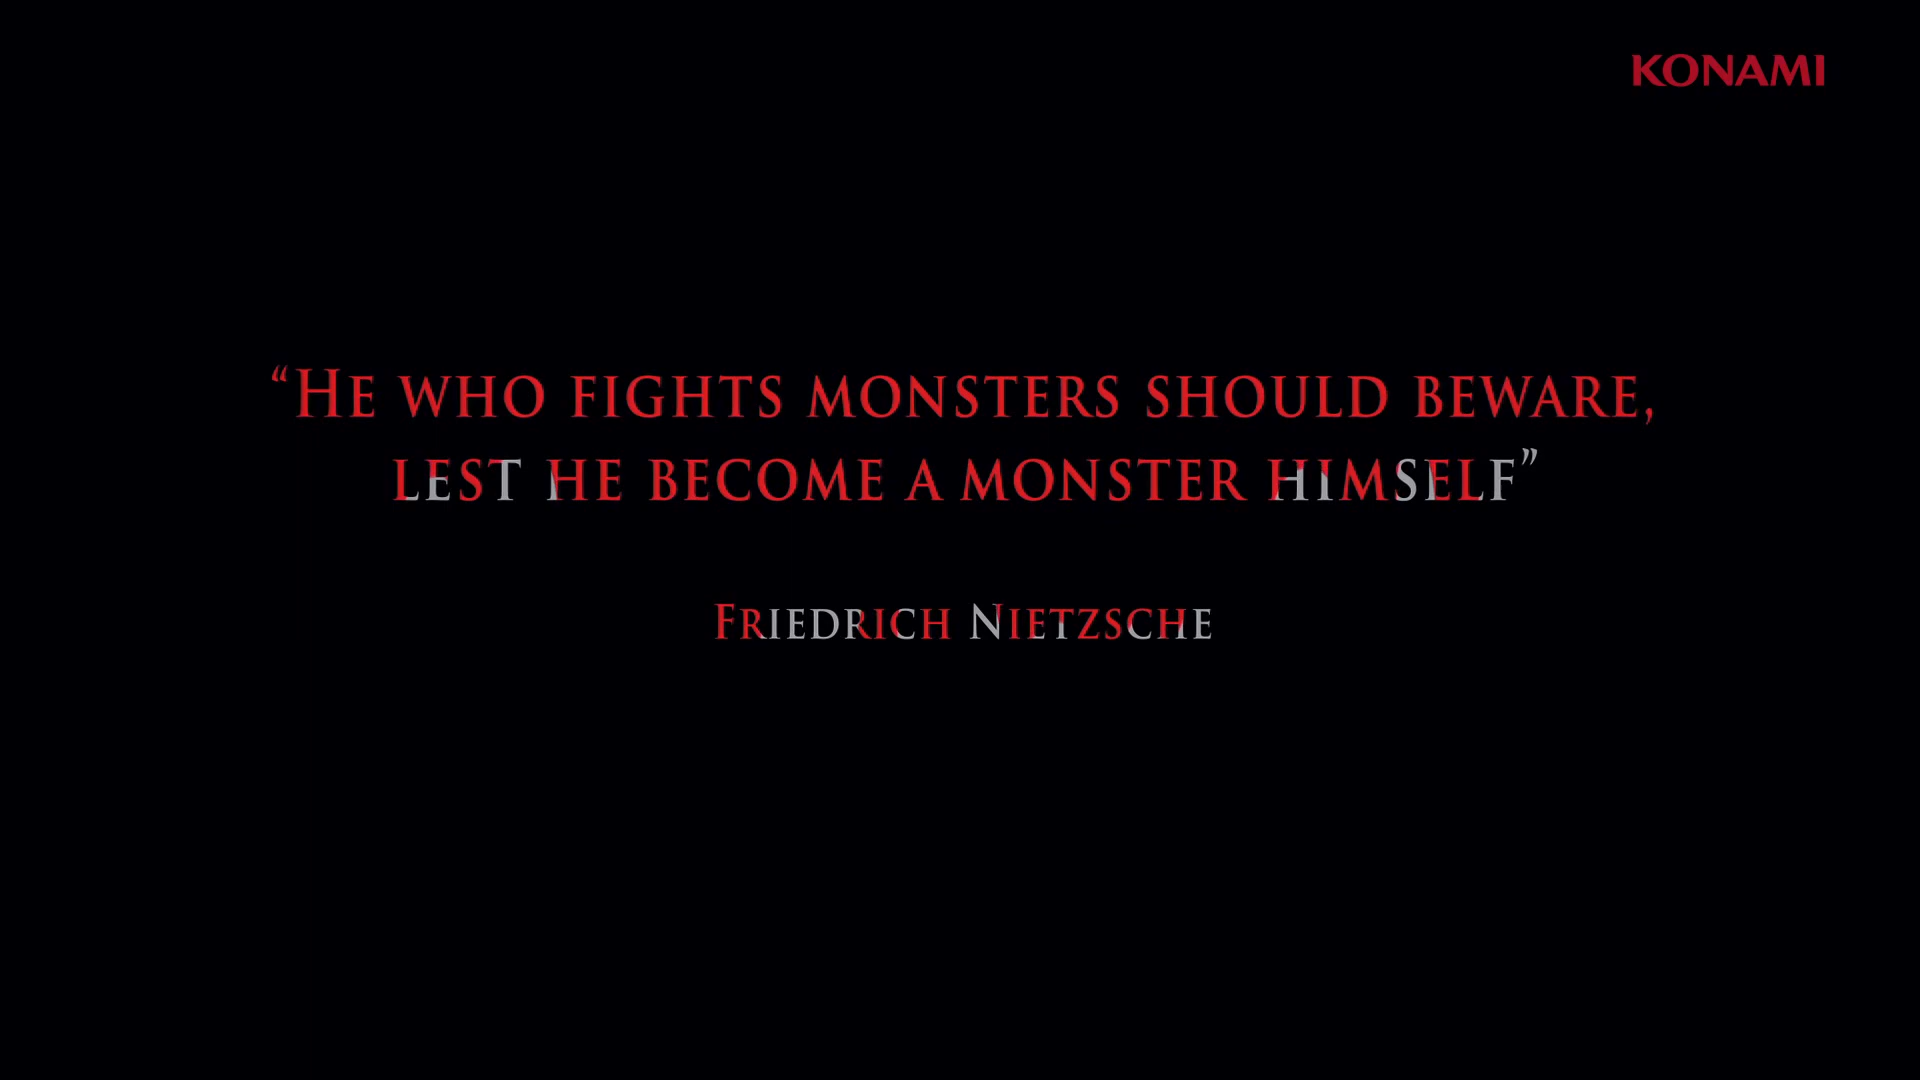 KONAMI
“He who fights monsters should beware,
lest he become a monster himself”
Friedrich Nietzsche